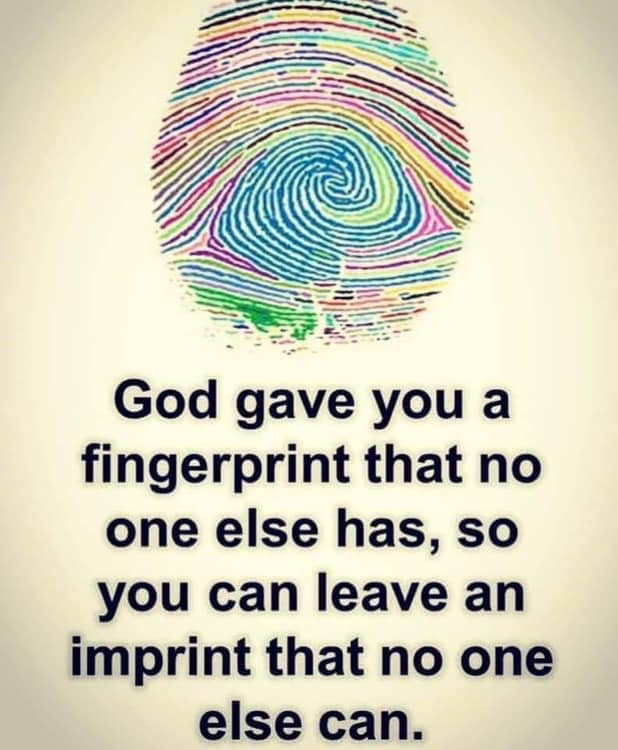 God gave you a
fingerprint that no
one else has, so
you can leave an
imprint that no one
else can.